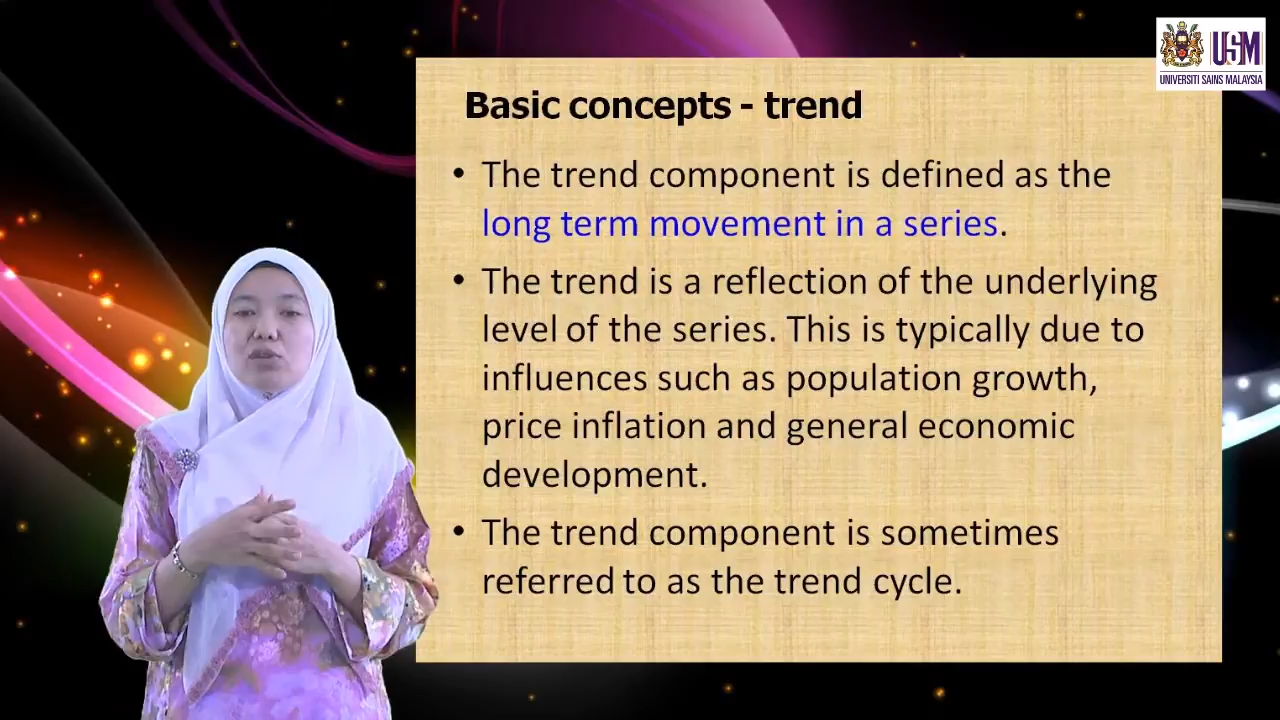 USM
UNIVERSITI SAINS MALAYSIA
Basic concepts - trend
• The trend component is defined as the
long term movement in a series.
• The trend is a reflection of the underlying
level of the series. This is typically due to
influences such as population growth,
price inflation and general economic
development.
• The trend component is sometimes
referred to as the trend cycle.